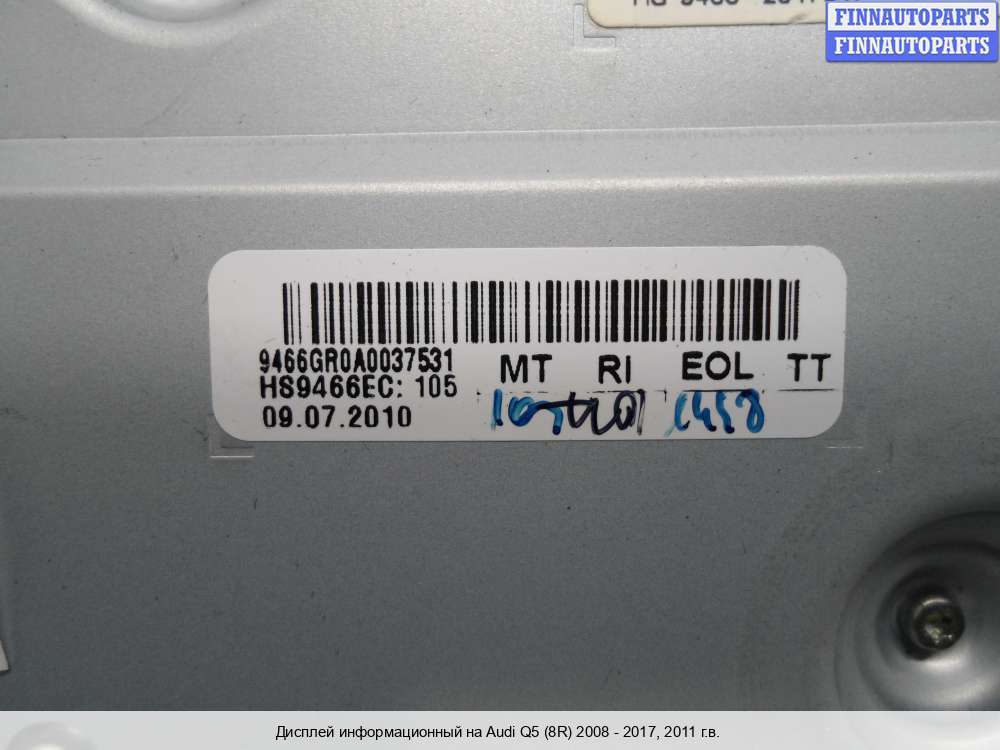 FINNAUTOPARTS
FINNAUTOPARTS
9466GR0A0037531
HS9466EC: 105
09.07.2010
MT RI EOL TT
Дисплей информационный на Audi Q5 (8R) 2008 - 2017, 2011 г.в.